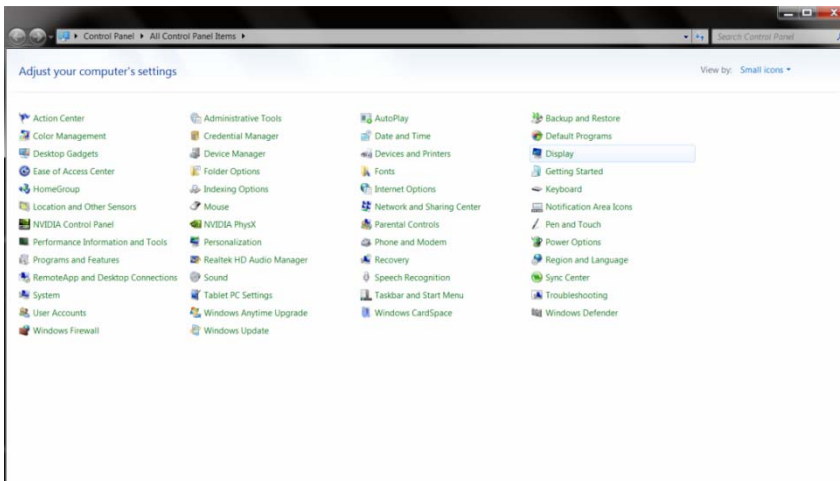 Control Panel All Control Panel Items Search Control Panel
Adjust your computer's settings View by: Small icons
Action Center Administrative Tools AutoPlay Backup and Restore
Color Management Credential Manager Date and Time Default Programs
Desktop Gadgets Device Manager Devices and Printers Display
Ease of Access Center Folder Options Fonts Getting Started
HomeGroup Indexing Options Internet Options Keyboard
Location and Other Sensors Mouse Network and Sharing Center Notification Area Icons
NVIDIA Control Panel NVIDIA PhysX Parental Controls Pen and Touch
Performance Information and Tools Personalization Phone and Modem Power Options
Programs and Features Realtek HD Audio Manager Recovery Region and Language
RemoteApp and Desktop Connections Sound Speech Recognition Sync Center
System Tablet PC Settings Taskbar and Start Menu Troubleshooting
User Accounts Windows Anytime Upgrade Windows CardSpace Windows Defender
Windows Firewall Windows Update